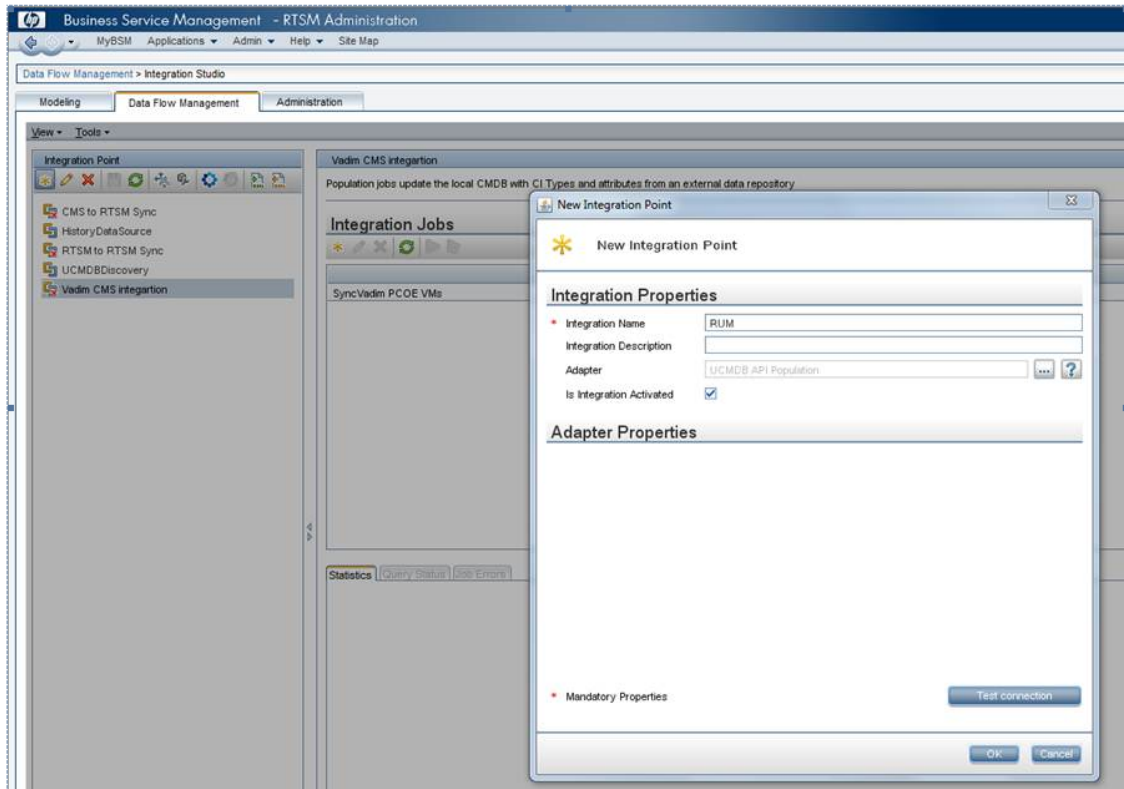 hp Business Service Management - RTSM Administration
MyBSM Applications Admin Help Site Map
Data Flow Management > Integration Studio
Modeling Data Flow Management Administration
View Tools
Integration Point
CMS to RTSM Sync
HistoryDataSource
RTSM to RTSM Sync
UCMDBDiscovery
Vadim CMS integartion
Vadim CMS integartion
Population jobs update the local CMDB with CI Types and attributes from an external data repository
Integration Jobs
SyncVadim PCOE VMs
Statistics Query Status Job Errors
New Integration Point
New Integration Point
Integration Properties
* Integration Name RUM
Integration Description
Adapter UCMDB API Population ... ?
Is Integration Activated
Adapter Properties
* Mandatory Properties Test connection
OK Cancel